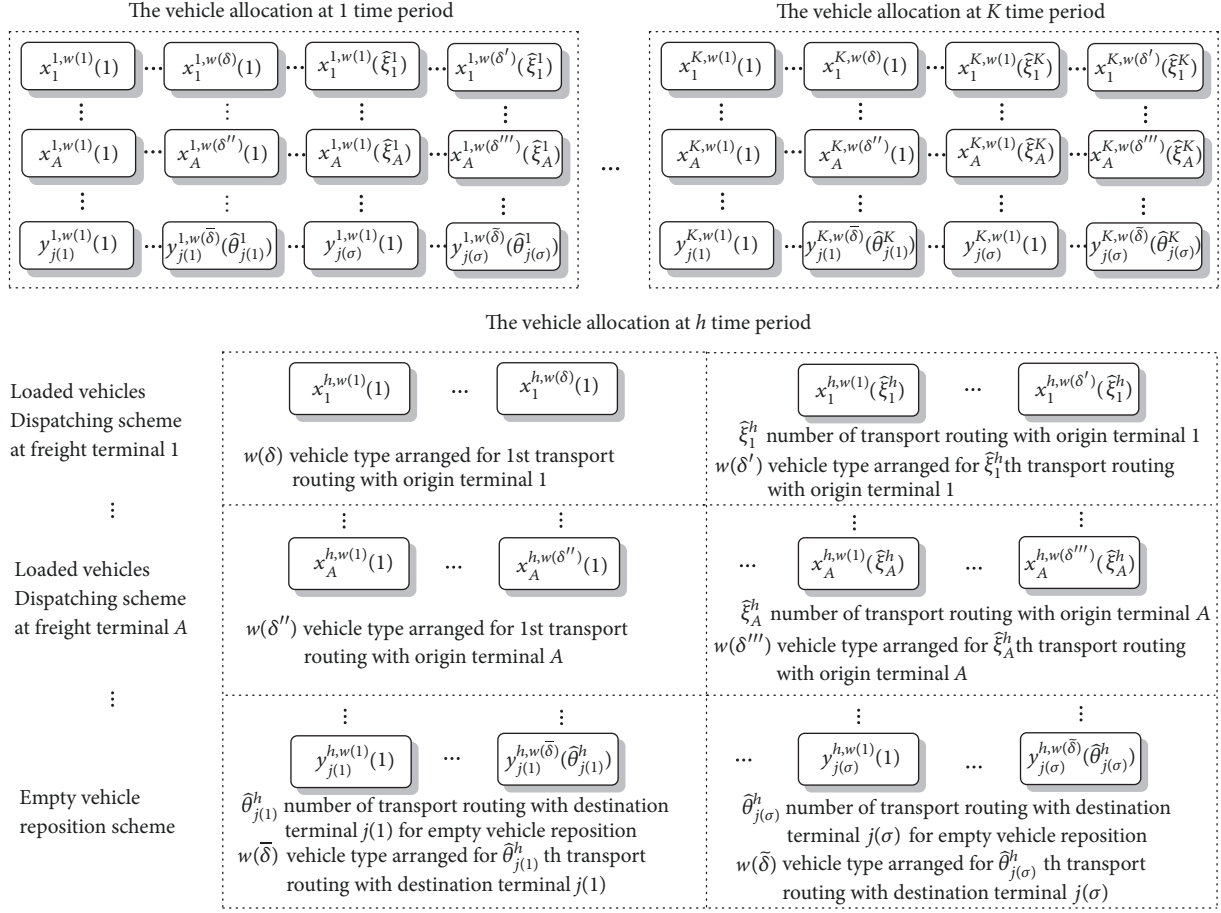 The vehicle allocation at 1 time period
x_1^{1,w(1)}(1) ... x_1^{1,w(δ)}(1) ... x_1^{1,w(1)}(ξ̂_1^1) ... x_1^{1,w(δ′)}(ξ̂_1^1)
⋮ ⋮ ⋮ ⋮
x_A^{1,w(1)}(1) ... x_A^{1,w(δ″)}(1) ... x_A^{1,w(1)}(ξ̂_A^1) ... x_A^{1,w(δ‴)}(ξ̂_A^1)
⋮ ⋮ ⋮ ⋮
y_{j(1)}^{1,w(1)}(1) ... y_{j(1)}^{1,w(δ̄)}(θ̂_{j(1)}^1) ... y_{j(σ)}^{1,w(1)}(1) ... y_{j(σ)}^{1,w(δ̃)}(θ̂_{j(σ)}^1)
...
The vehicle allocation at K time period
x_1^{K,w(1)}(1) ... x_1^{K,w(δ)}(1) ... x_1^{K,w(1)}(ξ̂_1^K) ... x_1^{K,w(δ′)}(ξ̂_1^K)
⋮ ⋮ ⋮ ⋮
x_A^{K,w(1)}(1) ... x_A^{K,w(δ″)}(1) ... x_A^{K,w(1)}(ξ̂_A^K) ... x_A^{K,w(δ‴)}(ξ̂_A^K)
⋮ ⋮ ⋮ ⋮
y_{j(1)}^{K,w(1)}(1) ... y_{j(1)}^{K,w(δ̄)}(θ̂_{j(1)}^K) ... y_{j(σ)}^{K,w(1)}(1) ... y_{j(σ)}^{K,w(δ̃)}(θ̂_{j(σ)}^K)
The vehicle allocation at h time period
Loaded vehicles
Dispatching scheme
at freight terminal 1
x_1^{h,w(1)}(1) ... x_1^{h,w(δ)}(1)
w(δ) vehicle type arranged for 1st transport
routing with origin terminal 1
x_1^{h,w(1)}(ξ̂_1^h) ... x_1^{h,w(δ′)}(ξ̂_1^h)
ξ̂_1^h number of transport routing with origin terminal 1
w(δ′) vehicle type arranged for ξ̂_1^h th transport routing
with origin terminal 1
⋮
Loaded vehicles
Dispatching scheme
at freight terminal A
⋮ ⋮
x_A^{h,w(1)}(1) ... x_A^{h,w(δ″)}(1)
w(δ″) vehicle type arranged for 1st transport
routing with origin terminal A
⋮ ⋮
... x_A^{h,w(1)}(ξ̂_A^h) ... x_A^{h,w(δ‴)}(ξ̂_A^h)
ξ̂_A^h number of transport routing with origin terminal A
w(δ‴) vehicle type arranged for ξ̂_A^h th transport routing
with origin terminal A
⋮
Empty vehicle
reposition scheme
⋮ ⋮
y_{j(1)}^{h,w(1)}(1) ... y_{j(1)}^{h,w(δ̄)}(θ̂_{j(1)}^h)
θ̂_{j(1)}^h number of transport routing with destination
terminal j(1) for empty vehicle reposition
w(δ̄) vehicle type arranged for θ̂_{j(1)}^h th transport
routing with destination terminal j(1)
⋮ ⋮
... y_{j(σ)}^{h,w(1)}(1) ... y_{j(σ)}^{h,w(δ̃)}(θ̂_{j(σ)}^h)
θ̂_{j(σ)}^h number of transport routing with destination
terminal j(σ) for empty vehicle reposition
w(δ̃) vehicle type arranged for θ̂_{j(σ)}^h th transport
routing with destination terminal j(σ)